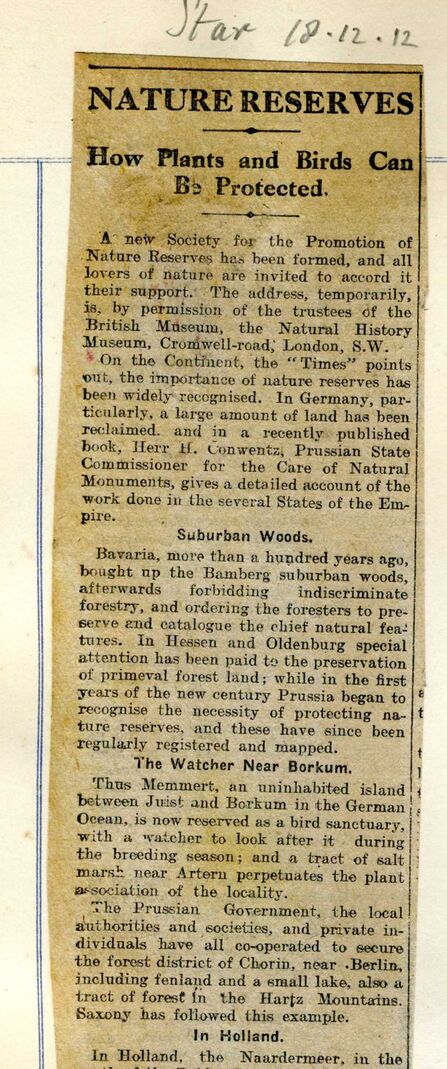 Star 18.12.12
NATURE RESERVES
How Plants and Birds Can
Be Protected.
A new Society for the Promotion of
Nature Reserves has been formed, and all
lovers of nature are invited to accord it
their support. The address, temporarily,
is, by permission of the trustees of the
British Museum, the Natural History
Museum, Cromwell-road, London, S.W.
On the Continent, the "Times" points
out, the importance of nature reserves has
been widely recognised. In Germany, par-
ticularly, a large amount of land has been
reclaimed. and in a recently published
book, Herr H. Conwentz, Prussian State
Commissioner for the Care of Natural
Monuments, gives a detailed account of the
work done in the several States of the Em-
pire.
Suburban Woods.
Bavaria, more than a hundred years ago,
bought up the Bamberg suburban woods,
afterwards forbidding indiscriminate
forestry, and ordering the foresters to pre-
serve and catalogue the chief natural fea-
tures. In Hessen and Oldenburg special
attention has been paid to the preservation
of primeval forest land; while in the first
years of the new century Prussia began to
recognise the necessity of protecting na-
ture reserves, and these have since been
regularly registered and mapped.
The Watcher Near Borkum.
Thus Memmert, an uninhabited island
between Juist and Borkum in the German
Ocean, is now reserved as a bird sanctuary,
with a watcher to look after it during
the breeding season; and a tract of salt
marsh near Artern perpetuates the plant
association of the locality.
The Prussian Government, the local
authorities and societies, and private in-
dividuals have all co-operated to secure
the forest district of Chorin, near Berlin,
including fenland and a small lake, also a
tract of forest in the Hartz Mountains.
Saxony has followed this example.
In Holland.
In Holland, the Naardermeer, in the